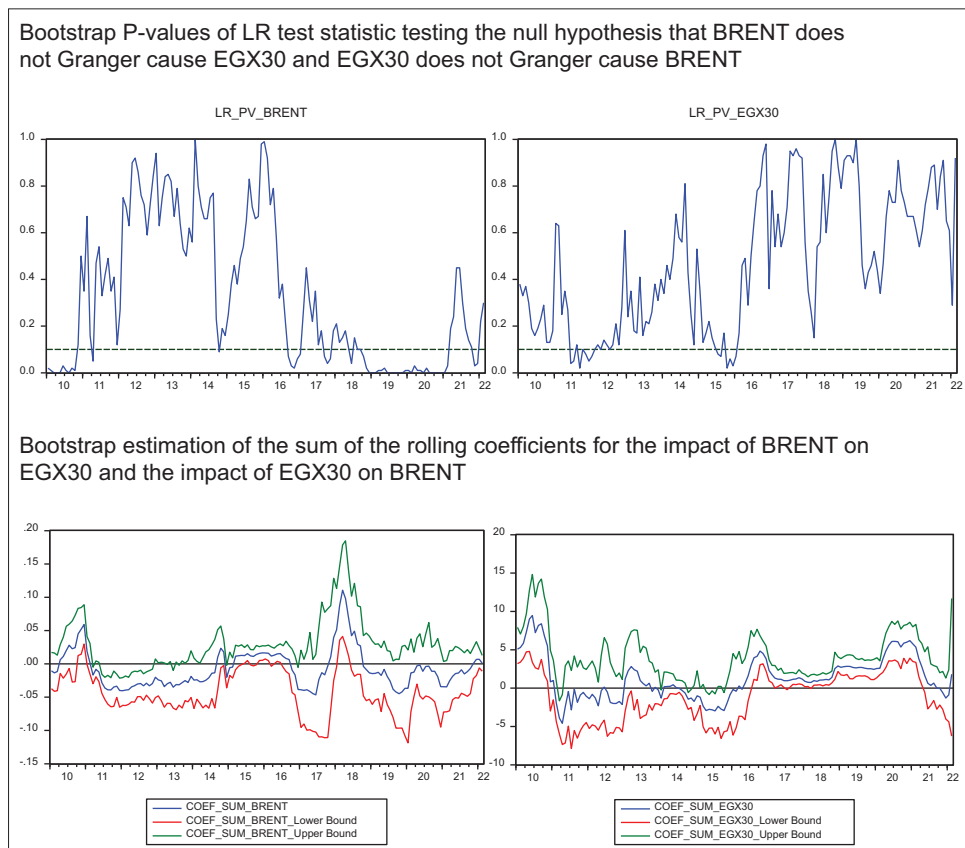 Bootstrap P-values of LR test statistic testing the null hypothesis that BRENT does
not Granger cause EGX30 and EGX30 does not Granger cause BRENT
LR_PV_BRENT
1.0
0.8
0.6
0.4
0.2
0.0
10 11 12 13 14 15 16 17 18 19 20 21 22
LR_PV_EGX30
1.0
0.8
0.6
0.4
0.2
0.0
10 11 12 13 14 15 16 17 18 19 20 21 22
Bootstrap estimation of the sum of the rolling coefficients for the impact of BRENT on
EGX30 and the impact of EGX30 on BRENT
.20
.15
.10
.05
.00
-.05
-.10
-.15
10 11 12 13 14 15 16 17 18 19 20 21 22
COEF_SUM_BRENT
COEF_SUM_BRENT_Lower Bound
COEF_SUM_BRENT_Upper Bound
20
15
10
5
0
-5
-10
10 11 12 13 14 15 16 17 18 19 20 21 22
COEF_SUM_EGX30
COEF_SUM_EGX30_Lower Bound
COEF_SUM_EGX30_Upper Bound